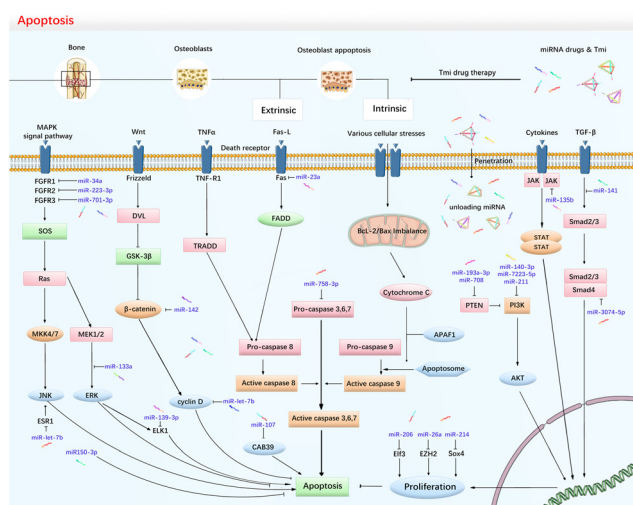 Apoptosis
Bone
Osteoblasts
Osteoblast appoptosis
miRNA drugs & Tmi
Tmi drug therapy
Extrinsic
Intrinsic
MAPK
signal pathway
Wnt
TNFα
Fas-L
Various cellular stresses
Cytokines
TGF-β
Death receptor
Penetration
Frizzeld
TNF-R1
Fas
miR-23a
FGFR1
miR-34a
FGFR2
miR-223-3p
FGFR3
miR-701-3p
JAK
JAK
miR-135b
miR-141
unloading miRNA
SOS
DVL
FADD
Smad2/3
TRADD
BcL-2/Bax Imbalance
STAT
STAT
GSK-3β
Ras
miR-758-3p
Cytochrome C
miR-193a-3p
miR-708
miR-140-3p
miR-7223-5p
miR-211
Smad2/3
Smad4
β-catenin
miR-142
Pro-caspase 3,6,7
PTEN
PI3K
miR-3074-5p
MKK4/7
MEK1/2
APAF1
Pro-caspase 8
Pro-caspase 9
miR-133a
Apoptosome
AKT
Active caspase 8
Active caspase 9
JNK
ERK
cyclin D
miR-let-7b
ESR1
miR-139-3p
Active caspase 3,6,7
miR-let-7b
ELK1
miR-107
miR-206
miR-26a
miR-214
CAB39
Elf3
EZH2
Sox4
miR150-3p
Apoptosis
Proliferation